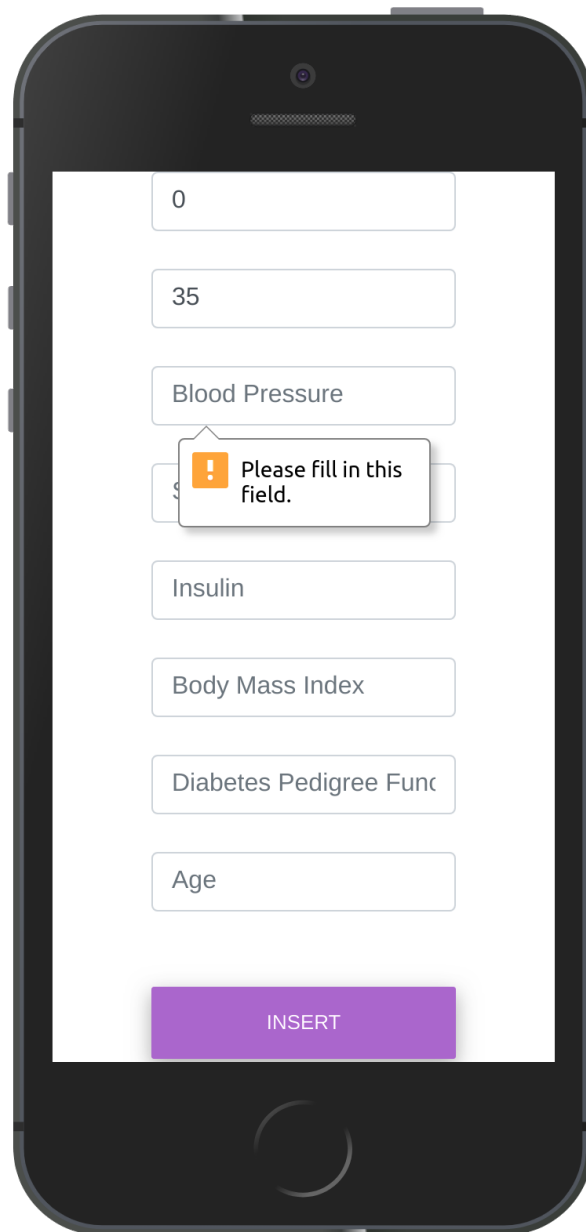 0
35
Blood Pressure
Please fill in this
field.
Insulin
Body Mass Index
Diabetes Pedigree Func
Age
INSERT